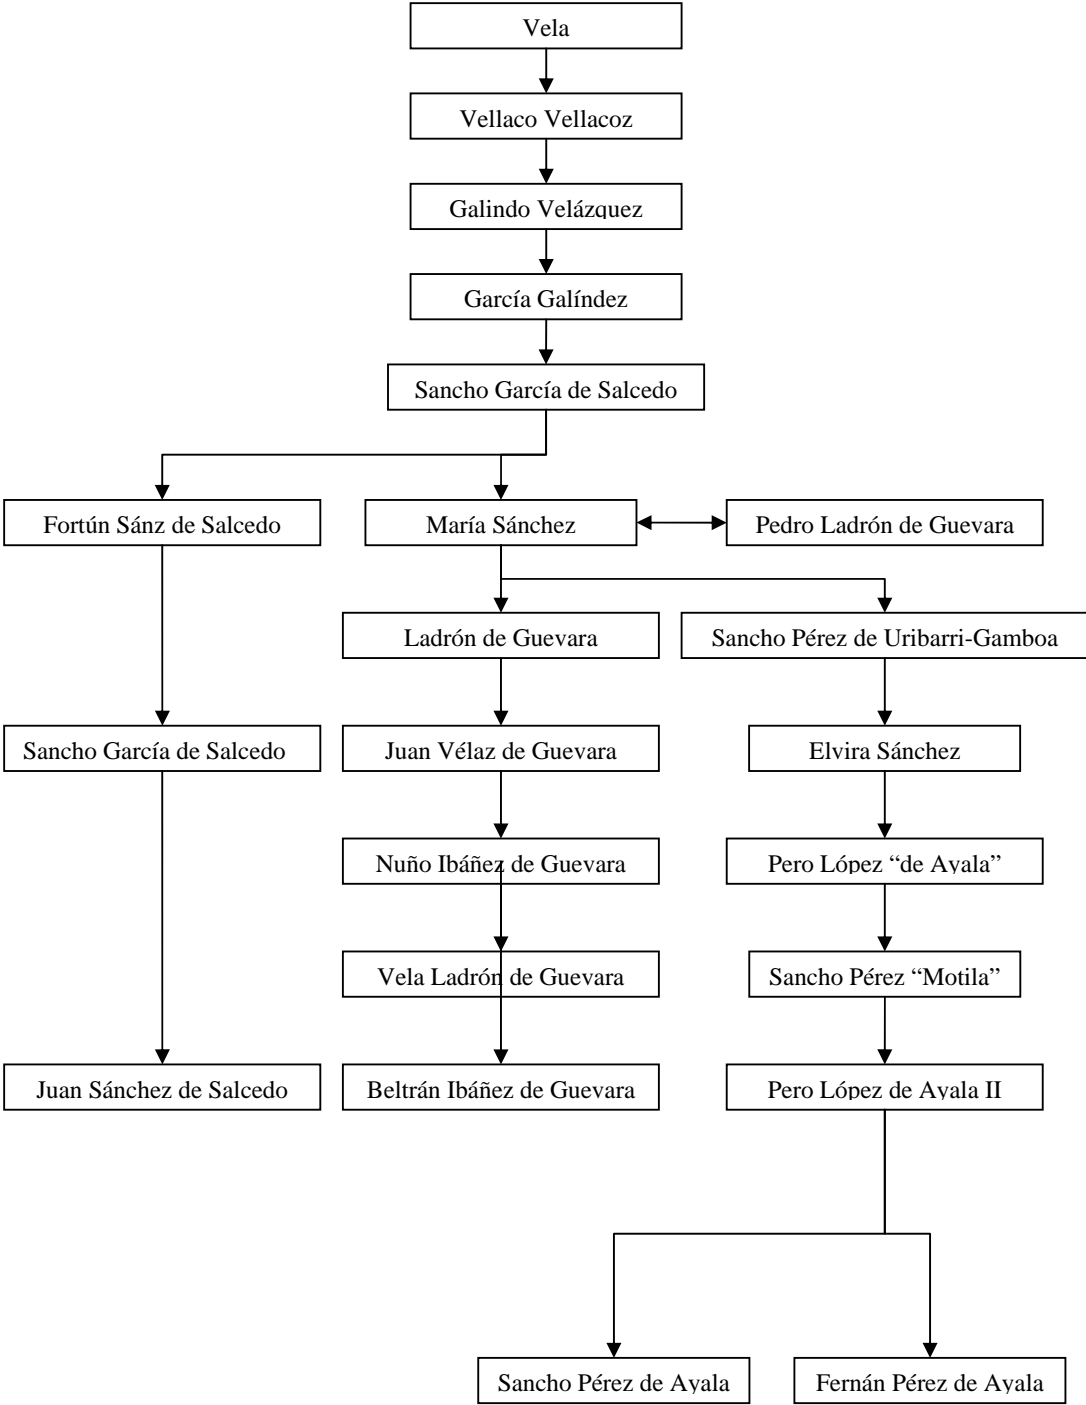 Vela
Vellaco Vellacoz
Galindo Velázquez
García Galíndez
Sancho García de Salcedo
Fortún Sánz de Salcedo
María Sánchez
Pedro Ladrón de Guevara
Ladrón de Guevara
Sancho Pérez de Uribarri-Gamboa
Sancho García de Salcedo
Juan Vélaz de Guevara
Elvira Sánchez
Nuño Ibáñez de Guevara
Pero López “de Ayala”
Vela Ladrón de Guevara
Sancho Pérez “Motila”
Juan Sánchez de Salcedo
Beltrán Ibáñez de Guevara
Pero López de Ayala II
Sancho Pérez de Ayala
Fernán Pérez de Ayala